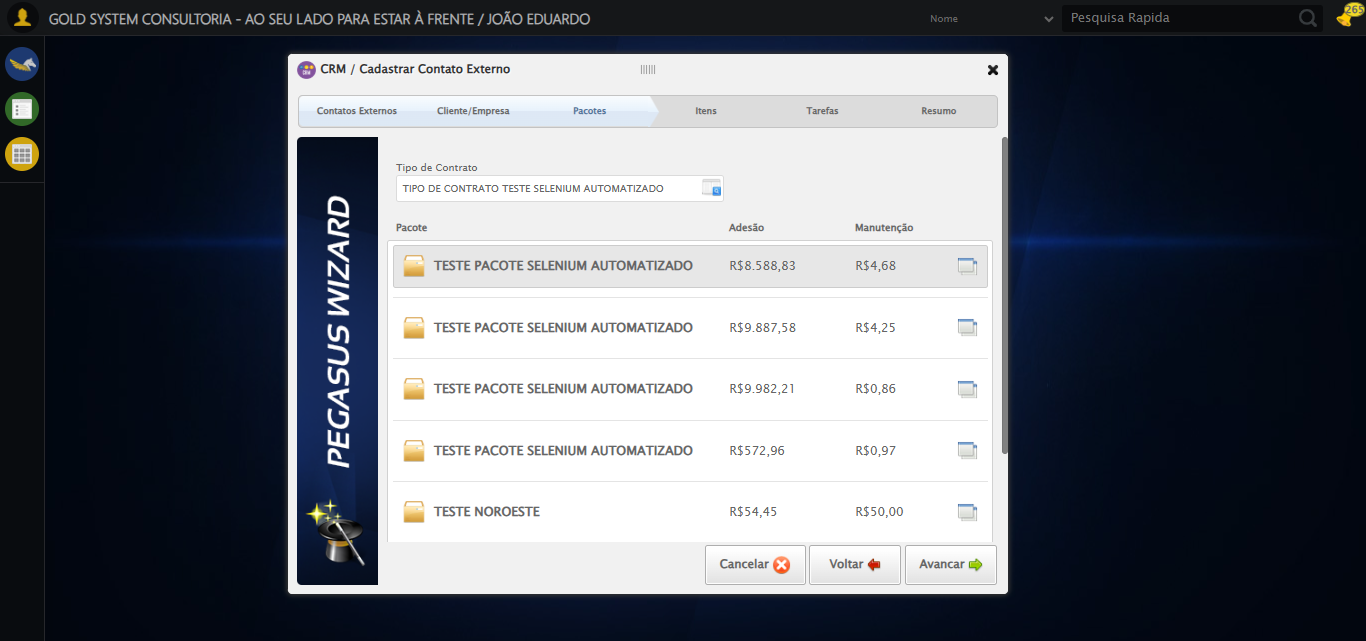 GOLD SYSTEM CONSULTORIA - AO SEU LADO PARA ESTAR À FRENTE / JOÃO EDUARDO
Nome
Pesquisa Rapida
265
CRM / Cadastrar Contato Externo
Contatos Externos Cliente/Empresa Pacotes Itens Tarefas Resumo
PEGASUS WIZARD
Tipo de Contrato
TIPO DE CONTRATO TESTE SELENIUM AUTOMATIZADO
Pacote Adesão Manutenção
TESTE PACOTE SELENIUM AUTOMATIZADO R$8.588,83 R$4,68
TESTE PACOTE SELENIUM AUTOMATIZADO R$9.887,58 R$4,25
TESTE PACOTE SELENIUM AUTOMATIZADO R$9.982,21 R$0,86
TESTE PACOTE SELENIUM AUTOMATIZADO R$572,96 R$0,97
TESTE NOROESTE R$54,45 R$50,00
Cancelar Voltar Avancar